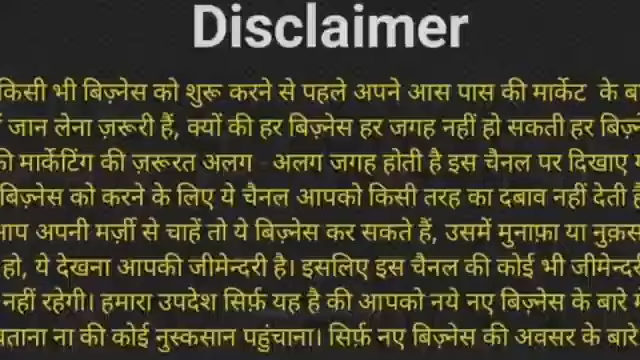 Disclaimer
किसी भी बिज़्नेस को शुरू करने से पहले अपने आस पास की मार्केट के
जान लेना ज़रूरी हैं, क्यों की हर बिज़्नेस हर जगह नहीं हो सकती हर
मार्केटिंग की ज़रूरत अलग अलग जगह होती है इस चैनल पर दिखाए
बिज़्नेस को करने के लिए ये चैनल आपको किसी तरह का दबाव नहीं देती
अपनी मर्ज़ी से चाहें तो ये बिज़्नेस कर सकते हैं, उसमें मुनाफ़ा या
हो, ये देखना आपकी जीमेन्दरी है। इसलिए इस चैनल की कोई भी
नहीं रहेगी। हमारा उपदेश सिर्फ़ यह है की आपको नये नए बिज़्नेस के बारे
ना की कोई नुस्कसान पहुंचाना। सिर्फ़ नए बिज़्नेस की अवसर के बारे